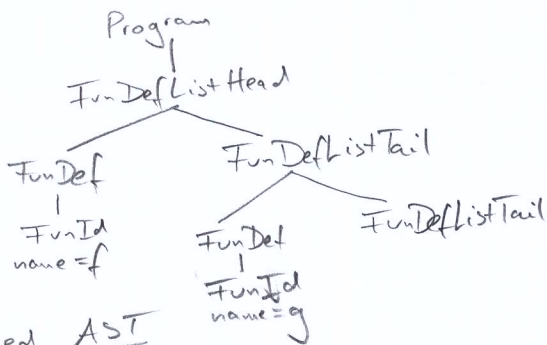 Program
FunDefListHead
FunDef
FunDefListTail
FunId
name=f
FunDef
FunDefListTail
FunId
name=g
AST